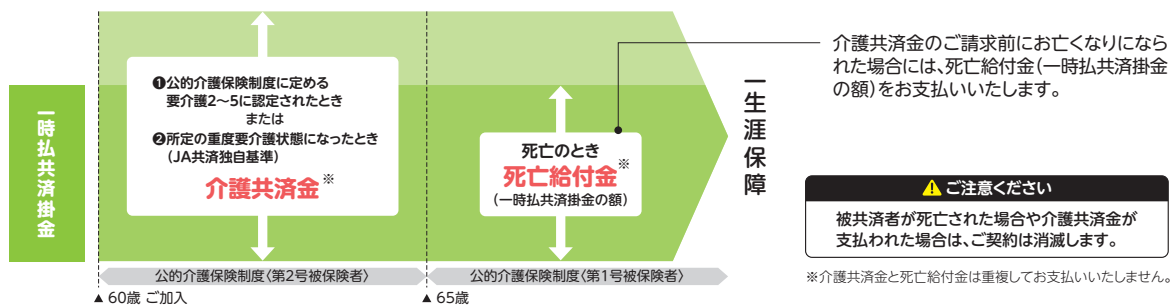 一時払共済掛金
❶公的介護保険制度に定める
要介護2～5に認定されたとき
または
❷所定の重度要介護状態になったとき
（JA共済独自基準）
介護共済金※
死亡のとき
死亡給付金※
（一時払共済掛金の額）
一生涯保障
介護共済金のご請求前にお亡くなりになら
れた場合には、死亡給付金（一時払共済掛金
の額）をお支払いいたします。
ご注意ください
被共済者が死亡された場合や介護共済金が
支払われた場合は、ご契約は消滅します。
※介護共済金と死亡給付金は重複してお支払いいたしません。
公的介護保険制度〈第2号被保険者〉
公的介護保険制度〈第1号被保険者〉
▲ 60歳 ご加入
▲ 65歳